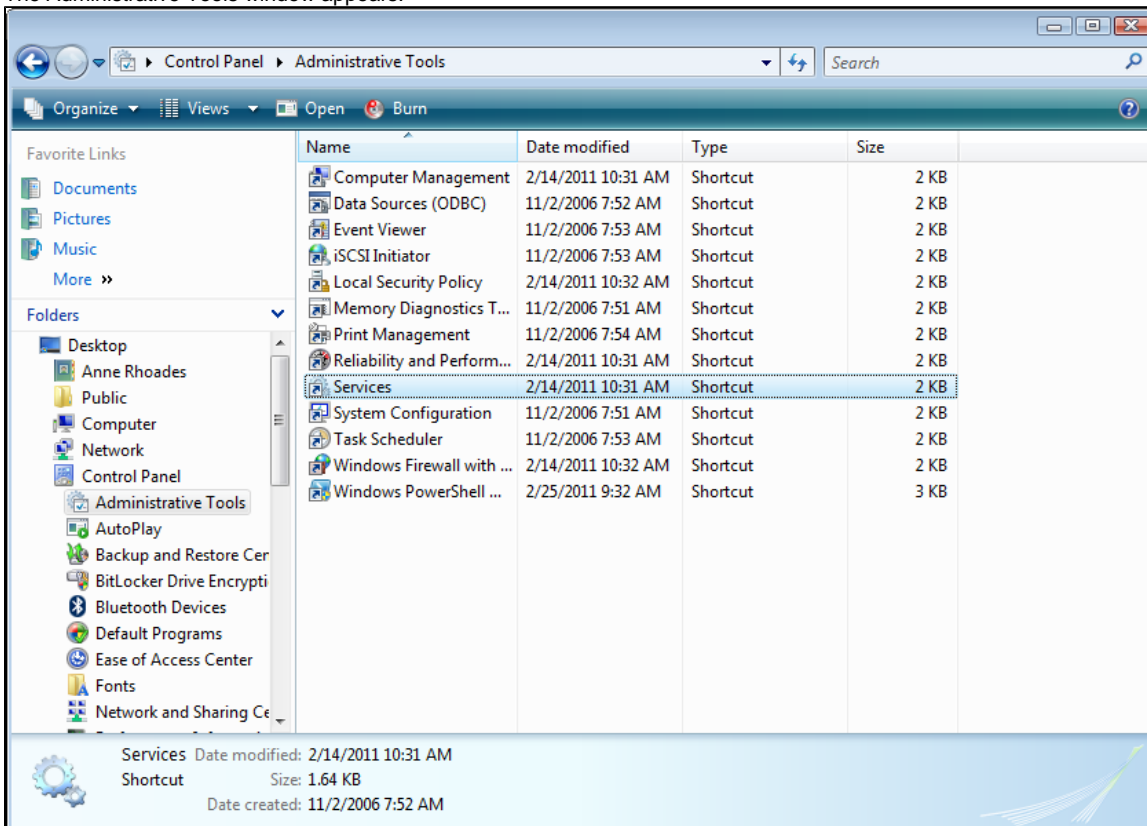 The Administrative Tools window appears.
Control Panel Administrative Tools Search
Organize Views Open Burn
Favorite Links
Documents
Pictures
Music
More »
Folders
Desktop
Anne Rhoades
Public
Computer
Network
Control Panel
Administrative Tools
AutoPlay
Backup and Restore Cen
BitLocker Drive Encrypti
Bluetooth Devices
Default Programs
Ease of Access Center
Fonts
Network and Sharing Ce
Name Date modified Type Size
Computer Management 2/14/2011 10:31 AM Shortcut 2 KB
Data Sources (ODBC) 11/2/2006 7:52 AM Shortcut 2 KB
Event Viewer 11/2/2006 7:53 AM Shortcut 2 KB
iSCSI Initiator 11/2/2006 7:53 AM Shortcut 2 KB
Local Security Policy 2/14/2011 10:32 AM Shortcut 2 KB
Memory Diagnostics T... 11/2/2006 7:51 AM Shortcut 2 KB
Print Management 11/2/2006 7:54 AM Shortcut 2 KB
Reliability and Perform... 2/14/2011 10:31 AM Shortcut 2 KB
Services 2/14/2011 10:31 AM Shortcut 2 KB
System Configuration 11/2/2006 7:51 AM Shortcut 2 KB
Task Scheduler 11/2/2006 7:53 AM Shortcut 2 KB
Windows Firewall with ... 2/14/2011 10:32 AM Shortcut 2 KB
Windows PowerShell ... 2/25/2011 9:32 AM Shortcut 3 KB
Services Date modified: 2/14/2011 10:31 AM
Shortcut Size: 1.64 KB
Date created: 11/2/2006 7:52 AM